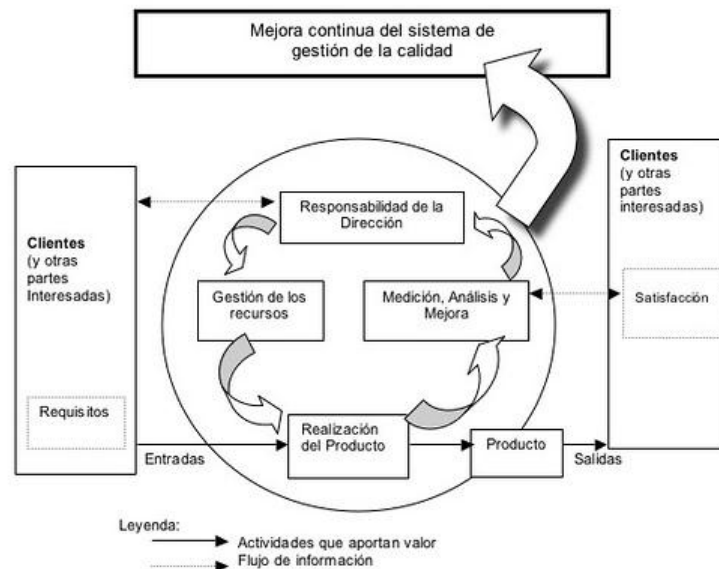 Mejora continua del sistema de
gestión de la calidad
Clientes
(y otras
partes
interesadas)
Responsabilidad de la
Dirección
Clientes
(y otras
partes
Interesadas)
Gestión de los
recursos
Medición, Análisis y
Mejora
Satisfacción
Requisitos
Realización
del Producto
Producto
Entradas
Salidas
Leyenda:
Actividades que aportan valor
Flujo de información